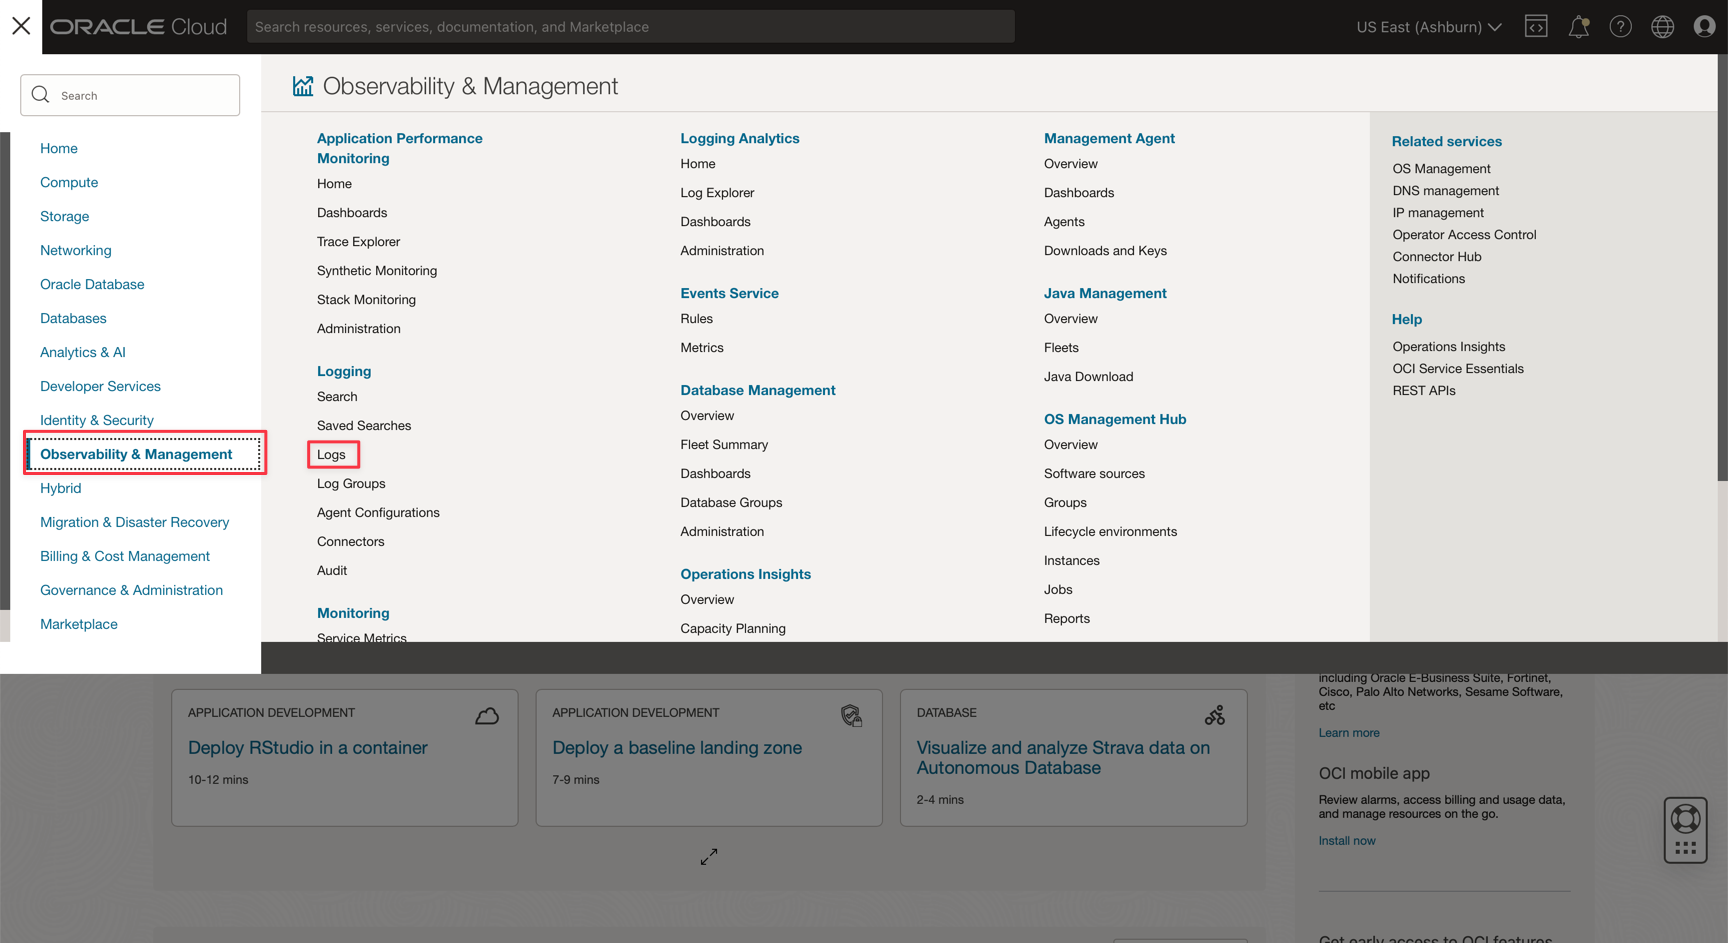 ORACLE Cloud
Search resources, services, documentation, and Marketplace
US East (Ashburn)
Search
Home
Compute
Storage
Networking
Oracle Database
Databases
Analytics & AI
Developer Services
Identity & Security
Observability & Management
Hybrid
Migration & Disaster Recovery
Billing & Cost Management
Governance & Administration
Marketplace
Observability & Management
Application Performance
Monitoring
Home
Dashboards
Trace Explorer
Synthetic Monitoring
Stack Monitoring
Administration
Logging
Search
Saved Searches
Logs
Log Groups
Agent Configurations
Connectors
Audit
Monitoring
Service Metrics
Logging Analytics
Home
Log Explorer
Dashboards
Administration
Events Service
Rules
Metrics
Database Management
Overview
Fleet Summary
Dashboards
Database Groups
Administration
Operations Insights
Overview
Capacity Planning
Management Agent
Overview
Dashboards
Agents
Downloads and Keys
Java Management
Overview
Fleets
Java Download
OS Management Hub
Overview
Software sources
Groups
Lifecycle environments
Instances
Jobs
Reports
Related services
OS Management
DNS management
IP management
Operator Access Control
Connector Hub
Notifications
Help
Operations Insights
OCI Service Essentials
REST APIs
APPLICATION DEVELOPMENT
Deploy RStudio in a container
10-12 mins
APPLICATION DEVELOPMENT
Deploy a baseline landing zone
7-9 mins
DATABASE
Visualize and analyze Strava data on
Autonomous Database
2-4 mins
including Oracle E-Business Suite, Fortinet,
Cisco, Palo Alto Networks, Sesame Software,
etc
Learn more
OCI mobile app
Review alarms, access billing and usage data,
and manage resources on the go.
Install now
Get early access to OCI features